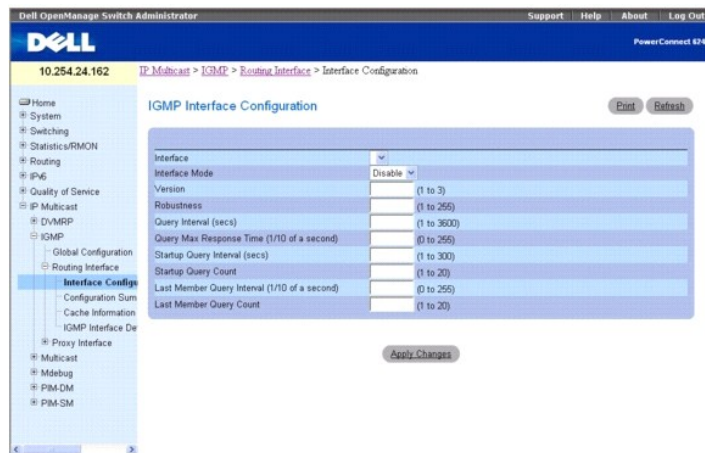 Dell OpenManage Switch Administrator
Support Help About Log Out
DELL
PowerConnect 624
10.254.24.162
IP Multicast > IGMP > Routing Interface > Interface Configuration
Home
System
Switching
Statistics/RMON
Routing
IPv6
Quality of Service
IP Multicast
DVMRP
IGMP
Global Configuration
Routing Interface
Interface Configu
Configuration Sum
Cache Information
IGMP Interface De
Proxy Interface
Multicast
Mdebug
PIM-DM
PIM-SM
IGMP Interface Configuration
Print Refresh
Interface
Interface Mode Disable
Version (1 to 3)
Robustness (1 to 255)
Query Interval (secs) (1 to 3600)
Query Max Response Time (1/10 of a second) (0 to 255)
Startup Query Interval (secs) (1 to 300)
Startup Query Count (1 to 20)
Last Member Query Interval (1/10 of a second) (0 to 255)
Last Member Query Count (1 to 20)
Apply Changes